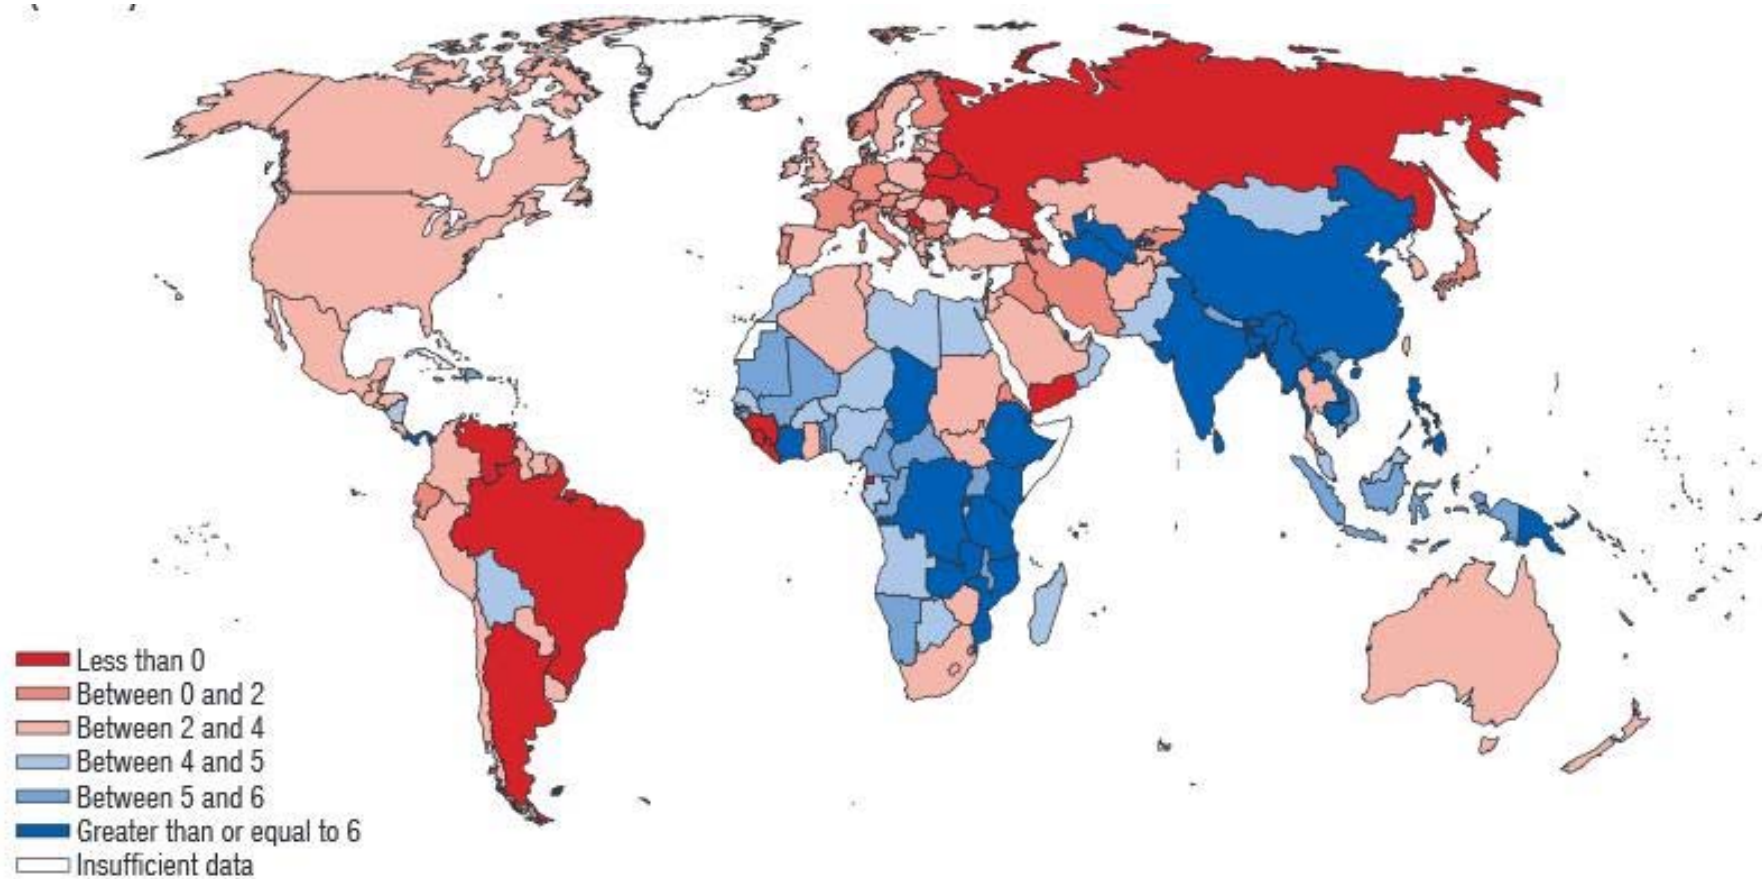 Less than 0
Between 0 and 2
Between 2 and 4
Between 4 and 5
Between 5 and 6
Greater than or equal to 6
Insufficient data